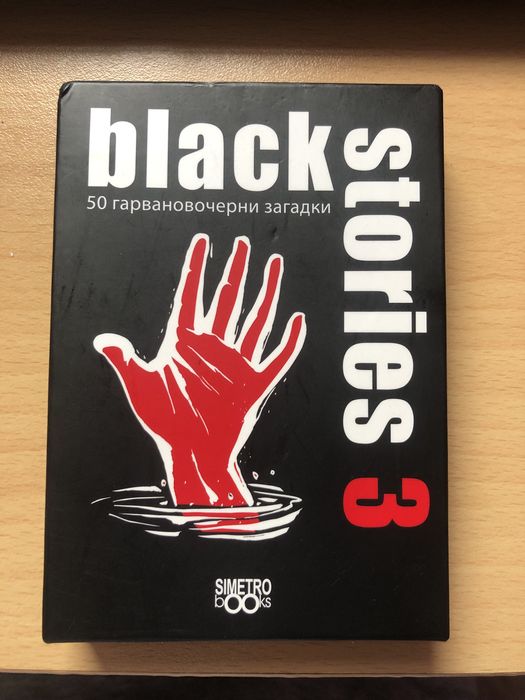 black
stories 3
50 гарвановочерни загадки
SIMETRO
books